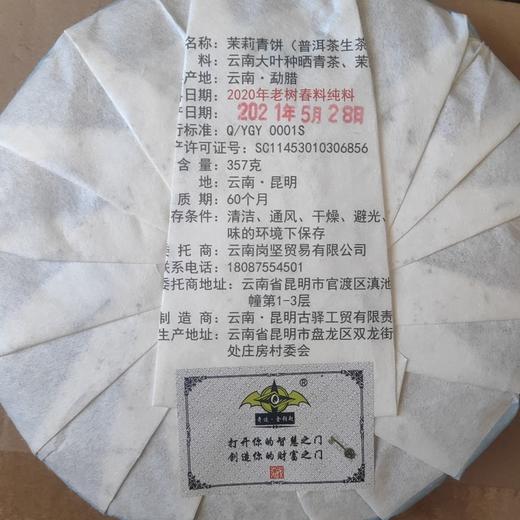 名称：茉莉青饼（普洱茶生茶
料：云南大叶种晒青茶、茉
产地：云南·勐腊
日期：2020年老树春料纯料
日期：2021年5月28日
行标准：Q/YGY 0001S
产许可证号：SC11453010306856
含 量：357克
地：云南·昆明
质 期：60个月
存条件：清洁、通风、干燥、避光、
味的环境下保存
委 托 商：云南岗坚贸易有限公司
联系电话：18087554501
委托商地址：云南省昆明市官渡区滇池
幢第1-3层
制 造 商：云南·昆明古驿工贸有限责
生产地址：云南省昆明市盘龙区双龙街
处庄房村委会
®
打开你的智慧之门
创造你的财富之门